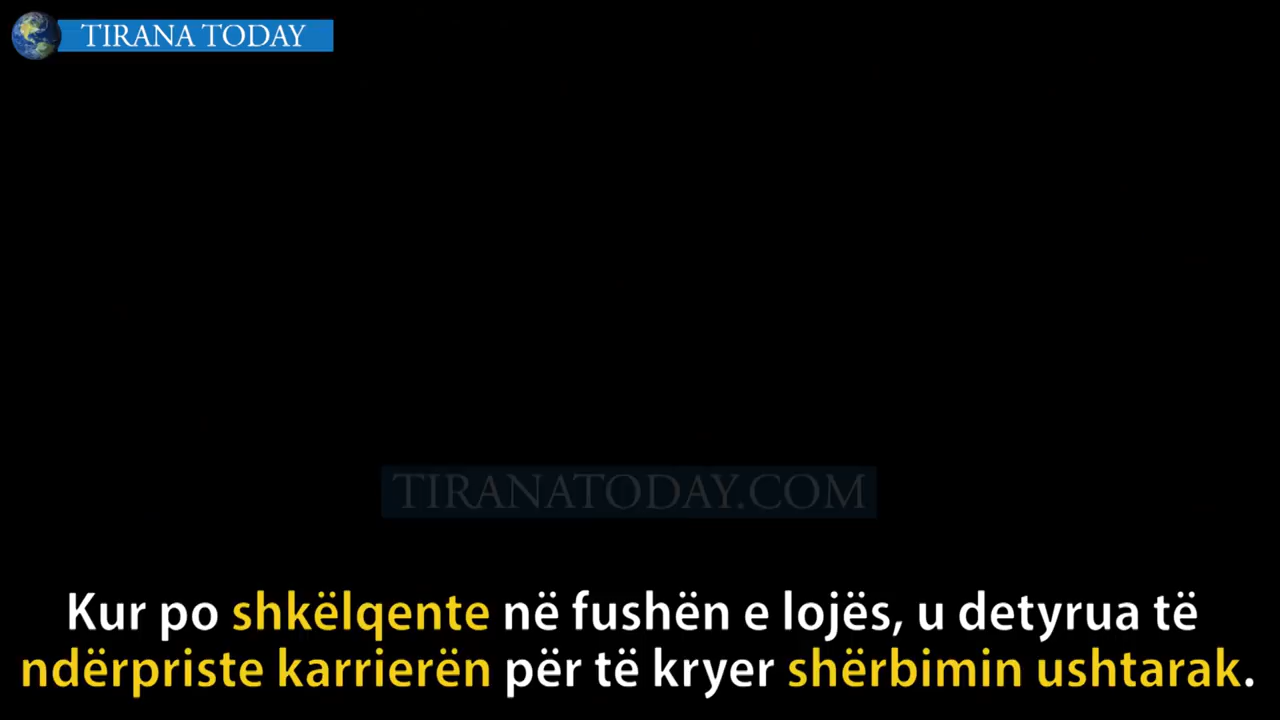 TIRANA TODAY
TIRANATODAY.COM
Kur po shkëlqente në fushën e lojës, u detyrua të
ndërpriste karrierën për të kryer shërbimin ushtarak.